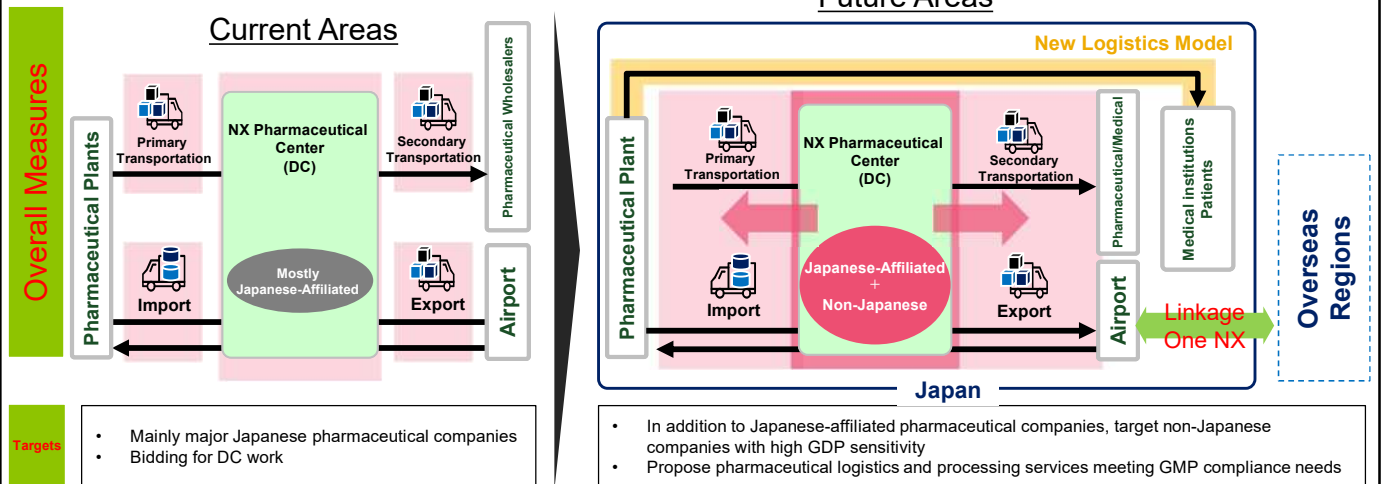 Future Areas
Current Areas
Overall Measures
Pharmaceutical Plants
Primary
Transportation
NX Pharmaceutical
Center
(DC)
Secondary
Transportation
Pharmaceutical Wholesalers
Import
Mostly
Japanese-Affiliated
Export
Airport
New Logistics Model
Pharmaceutical Plant
Primary
Transportation
NX Pharmaceutical
Center
(DC)
Secondary
Transportation
Pharmaceutical/Medical
Medical institutions
Patients
Import
Japanese-Affiliated
+
Non-Japanese
Export
Airport
Linkage
One NX
Overseas
Regions
Japan
Targets
• Mainly major Japanese pharmaceutical companies
• Bidding for DC work
• In addition to Japanese-affiliated pharmaceutical companies, target non-Japanese
companies with high GDP sensitivity
• Propose pharmaceutical logistics and processing services meeting GMP compliance needs